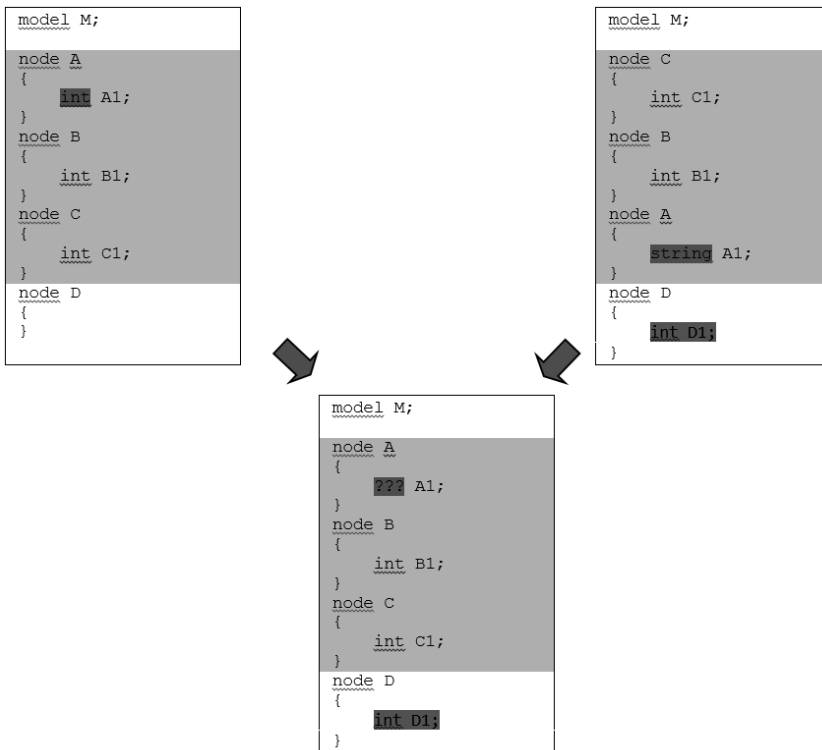 model M;
node A
{
int A1;
}
node B
{
int B1;
}
node C
{
int C1;
}
node D
{
}
model M;
node C
{
int C1;
}
node B
{
int B1;
}
node A
{
string A1;
}
node D
{
int D1;
}
model M;
node A
{
??? A1;
}
node B
{
int B1;
}
node C
{
int C1;
}
node D
{
int D1;
}